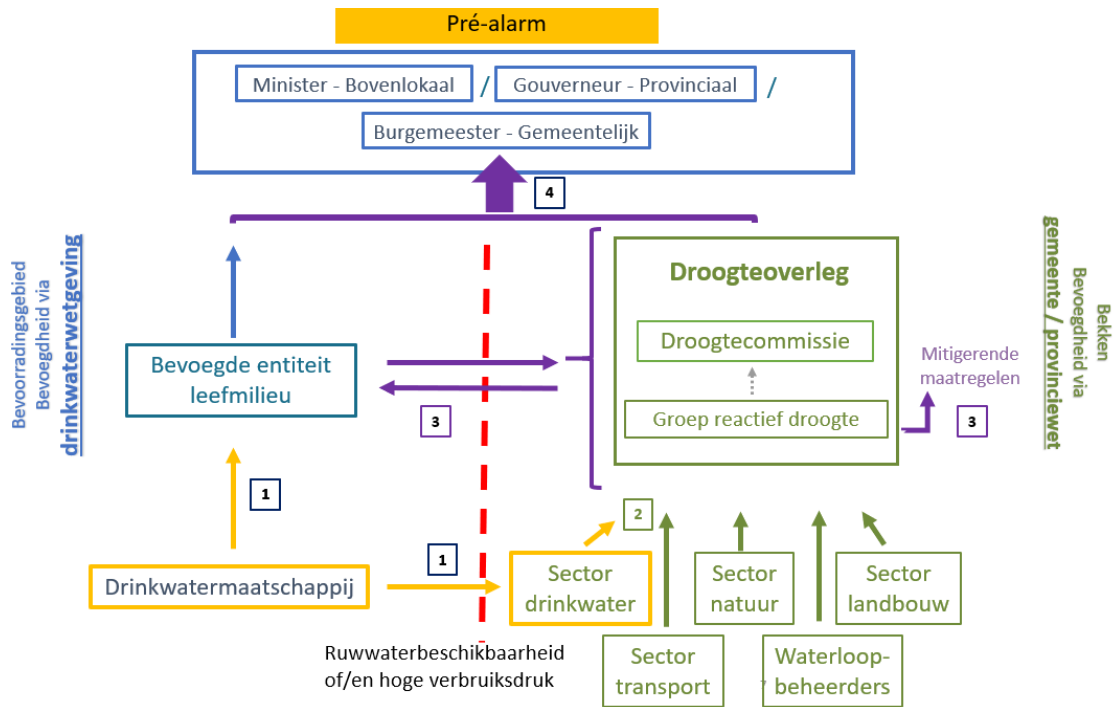 Pré-alarm
Minister - Bovenlokaal / Gouverneur - Provinciaal /
Burgemeester - Gemeentelijk
4
Bevoorradingsgebied
Bevoegdheid via
drinkwaterwetgeving
Bekken
Bevoegdheid via
gemeente / provinciewet
Droogteoverleg
Droogtecommissie
Groep reactief droogte
Mitigerende
maatregelen
3
Bevoegde entiteit
leefmilieu
3
1
2
1
Drinkwatermaatschappij
Sector
drinkwater
Sector
natuur
Sector
landbouw
Ruwwaterbeschikbaarheid
of/en hoge verbruiksdruk
Sector
transport
Waterloop-
beheerders